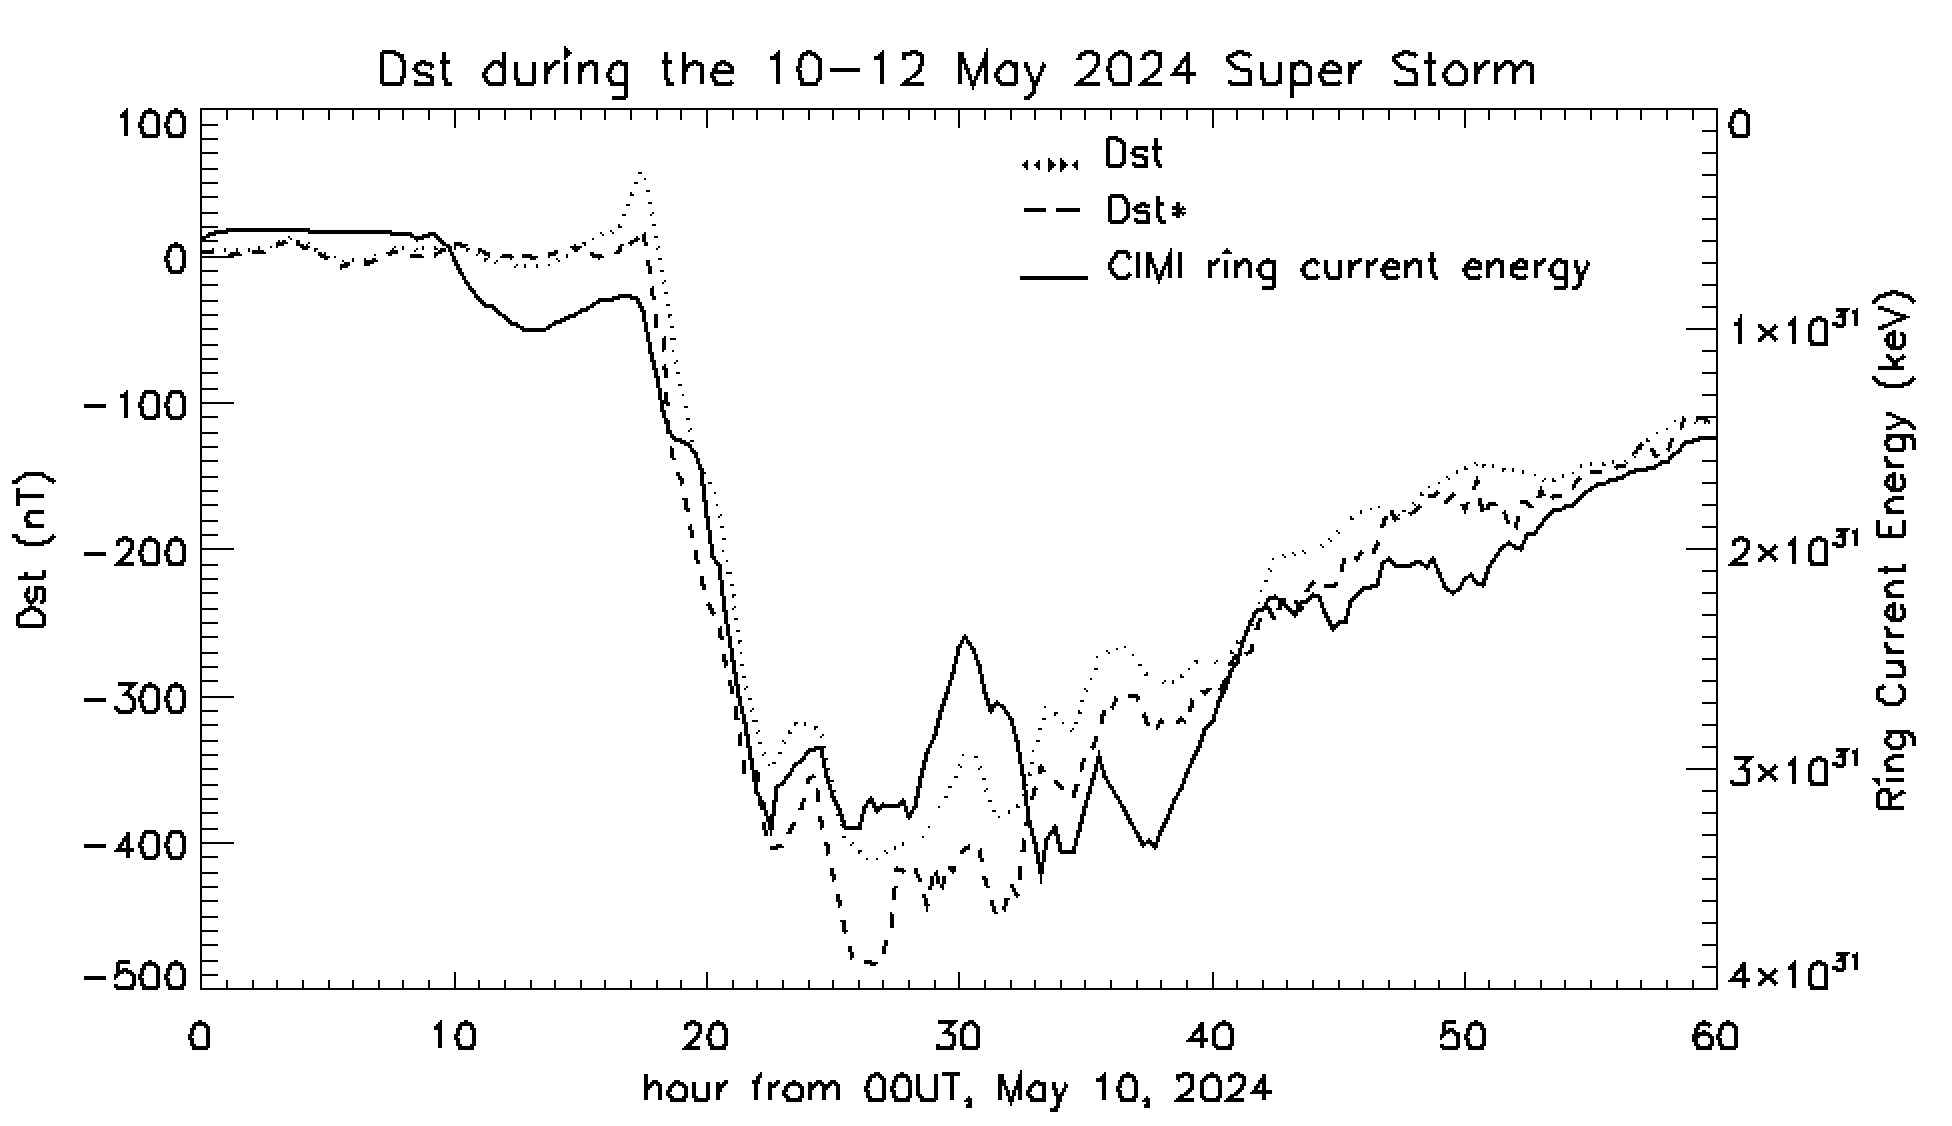 Dst during the 10-12 May 2024 Super Storm
100
0
-100
-200
-300
-400
-500
Dst (nT)
Dst
Dst*
CIMI ring current energy
0
1×10^31
2×10^31
3×10^31
4×10^31
Ring Current Energy (keV)
0 10 20 30 40 50 60
hour from 00UT, May 10, 2024